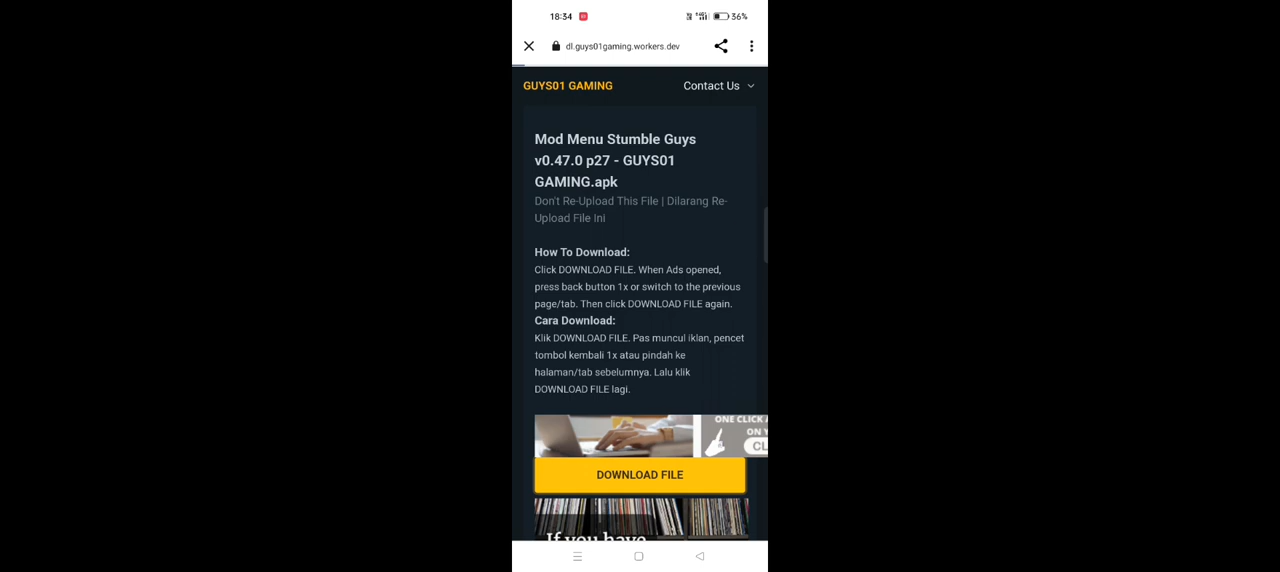 18:34
36%
dl.guys01gaming.workers.dev
GUYS01 GAMING
Contact Us
Mod Menu Stumble Guys
v0.47.0 p27 - GUYS01
GAMING.apk
Don't Re-Upload This File | Dilarang Re-
Upload File Ini
How To Download:
Click DOWNLOAD FILE. When Ads opened,
press back button 1x or switch to the previous
page/tab. Then click DOWNLOAD FILE again.
Cara Download:
Klik DOWNLOAD FILE. Pas muncul iklan, pencet
tombol kembali 1x atau pindah ke
halaman/tab sebelumnya. Lalu klik
DOWNLOAD FILE lagi.
ONE CLICK
ON
CL
DOWNLOAD FILE
If you have